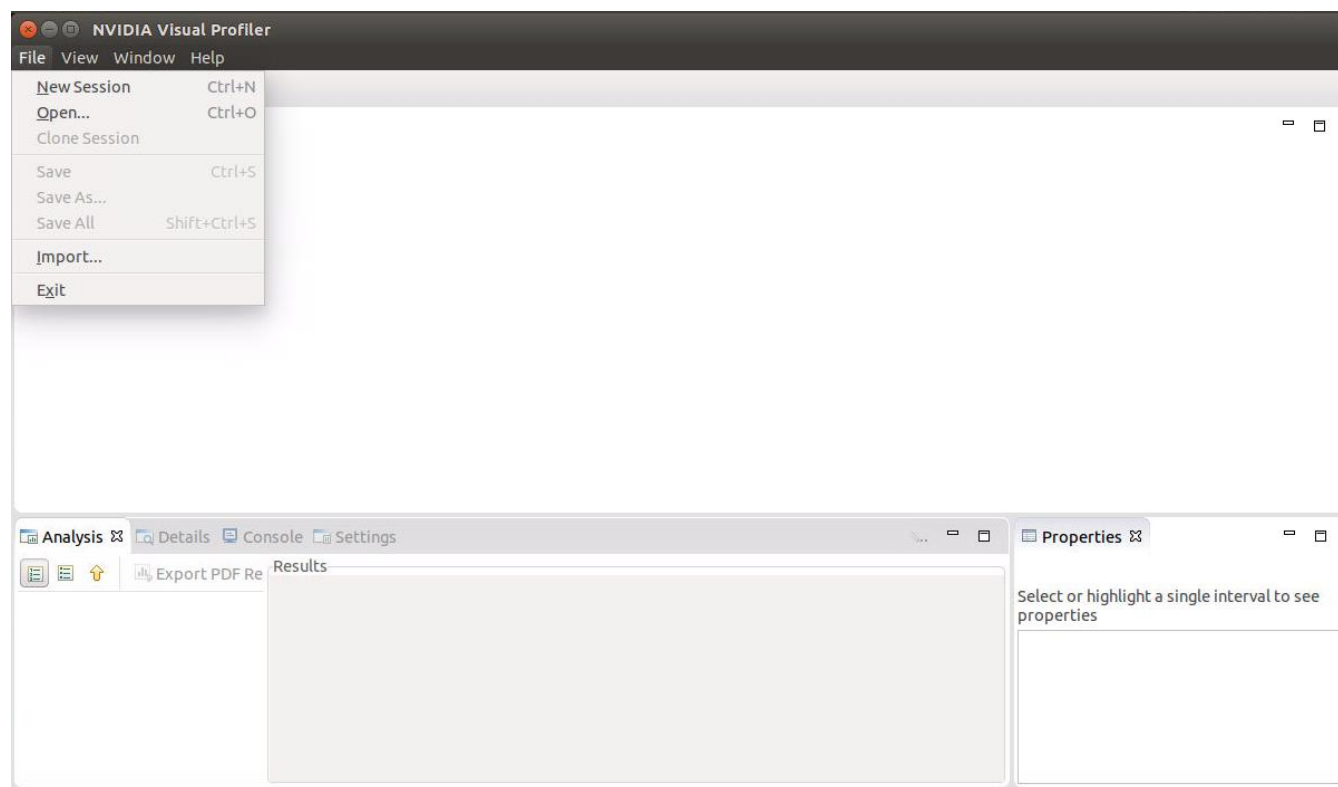 NVIDIA Visual Profiler
File View Window Help
New Session Ctrl+N
Open... Ctrl+O
Clone Session
Save Ctrl+S
Save As...
Save All Shift+Ctrl+S
Import...
Exit
Analysis Details Console Settings
Properties
Export PDF Re
Results
Select or highlight a single interval to see
properties